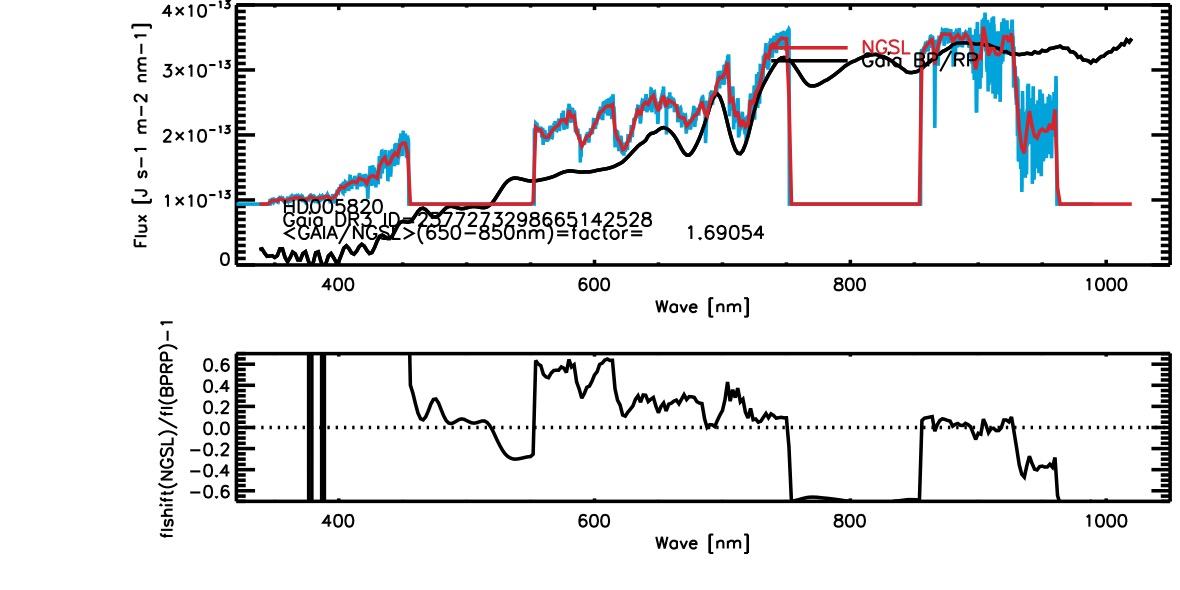 4×10−13
3×10−13
2×10−13
1×10−13
0
Flux [J s−1 m−2 nm−1]
NGSL
Gaia BP/RP
HD005820
Gaia DR3 ID=2577273298665142528
<GAIA/NGSL>(650−850nm)=factor= 1.69054
400 600 800 1000
Wave [nm]
flshift(NGSL)/fl(BPRP)−1
0.6
0.4
0.2
0.0
−0.2
−0.4
−0.6
400 600 800 1000
Wave [nm]